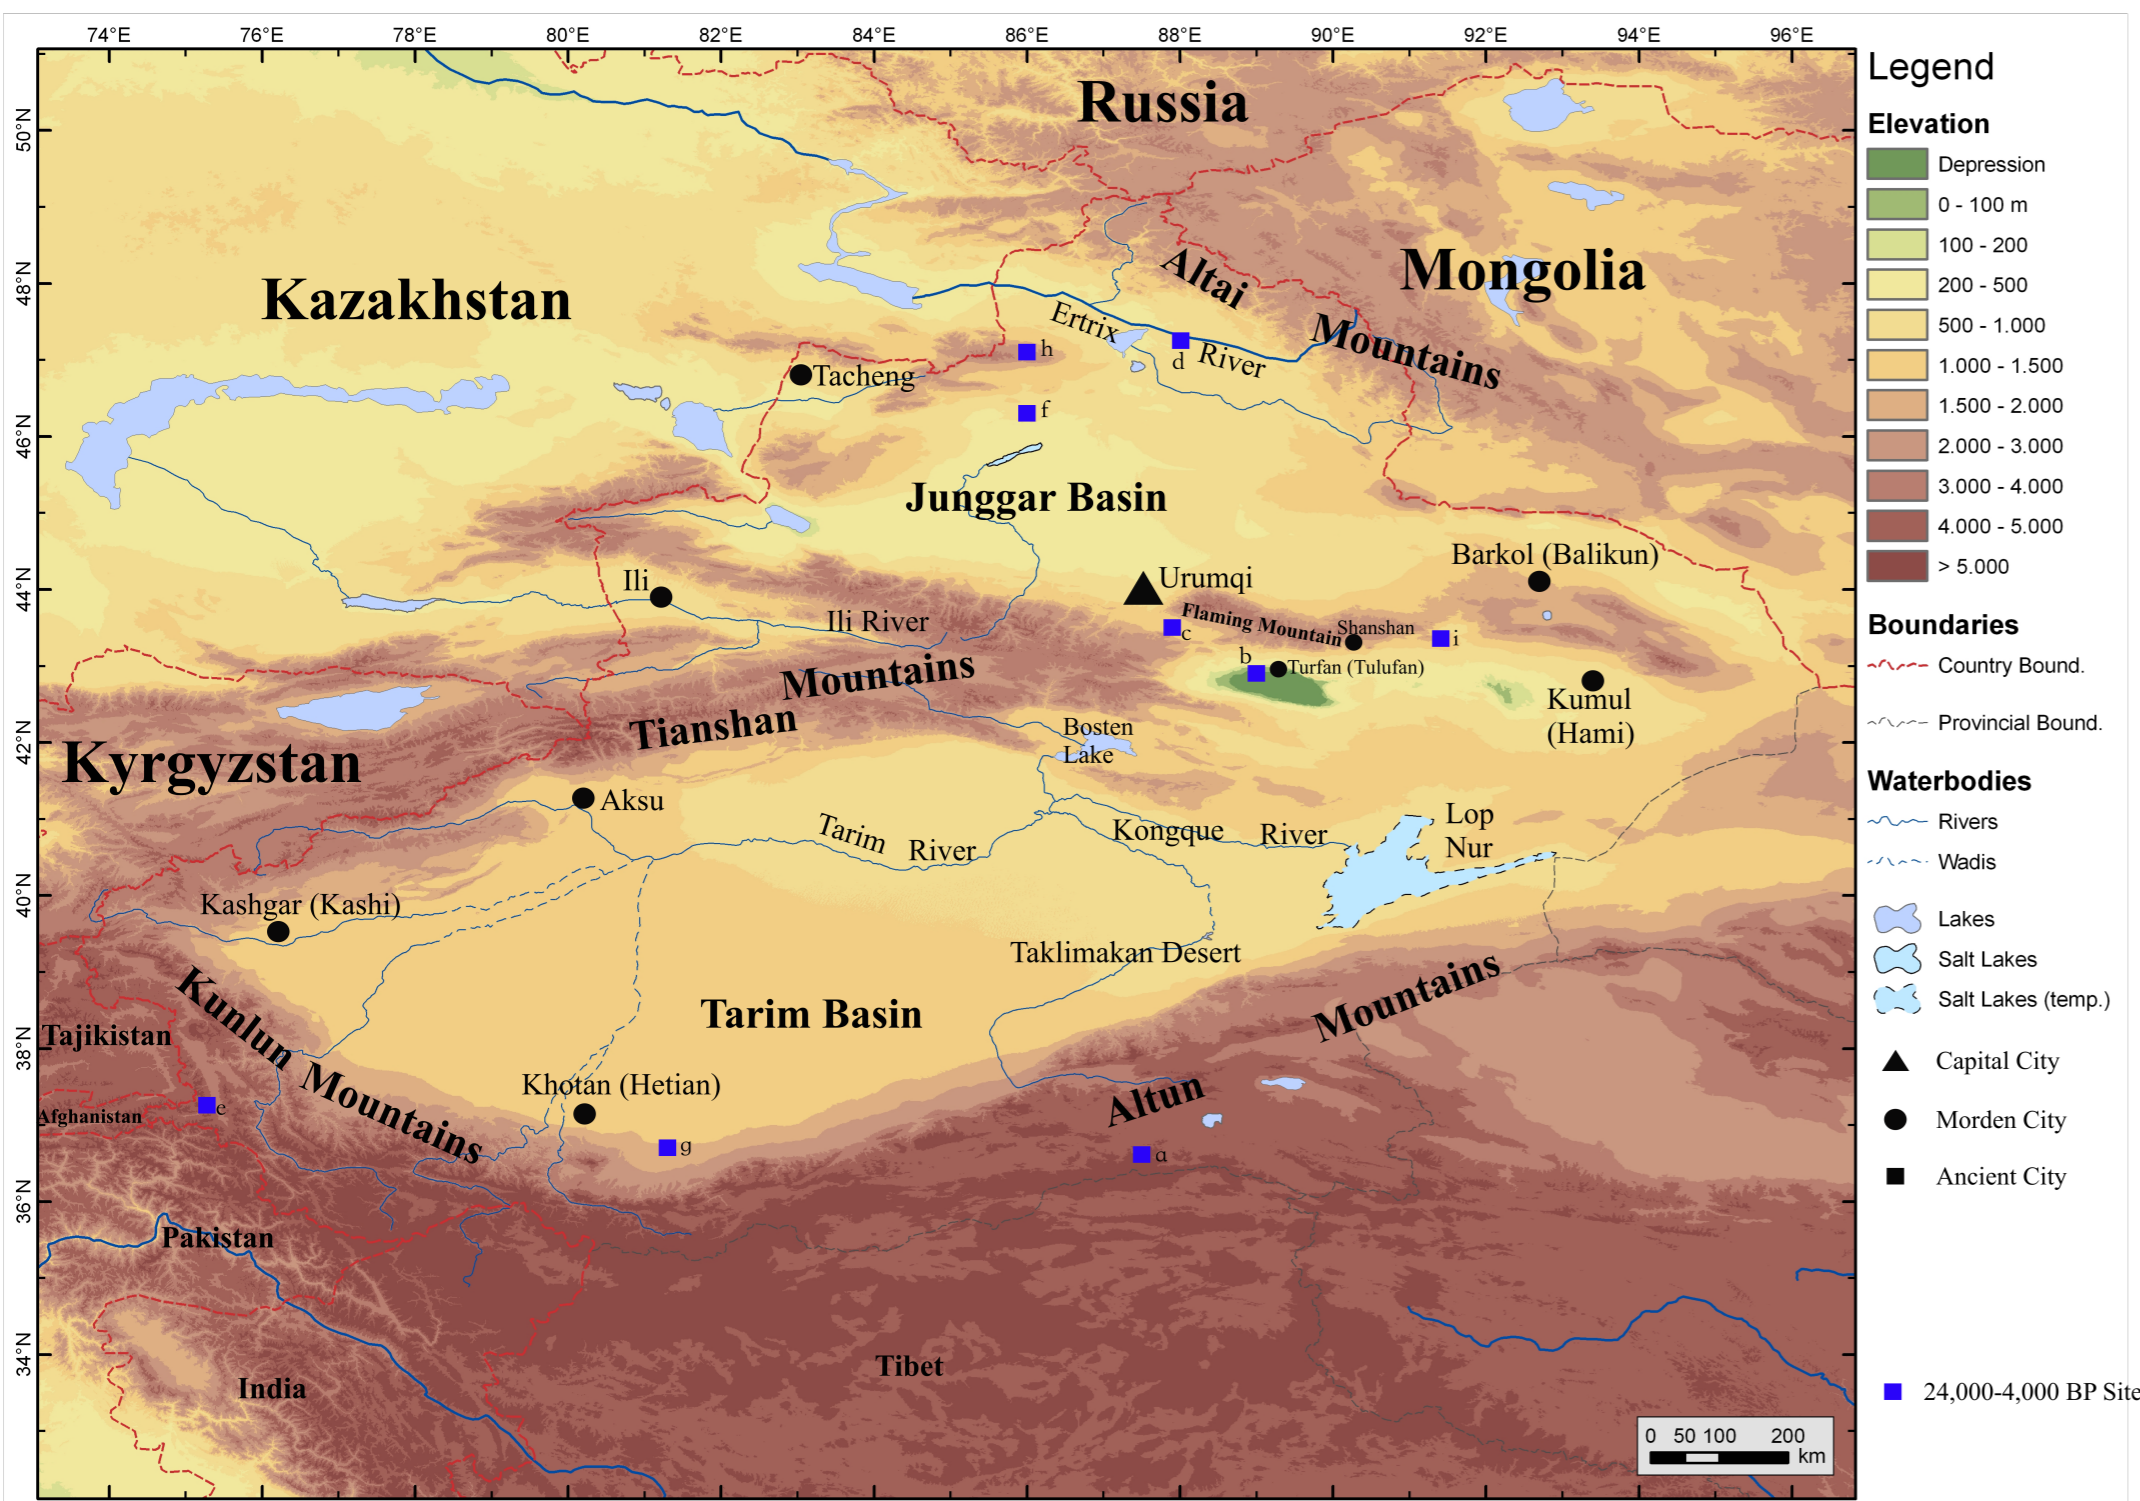 74°E 76°E 78°E 80°E 82°E 84°E 86°E 88°E 90°E 92°E 94°E 96°E
50°N
48°N
46°N
44°N
42°N
40°N
38°N
36°N
34°N
Russia
Mongolia
Kazakhstan
Altai
Mountains
Ertrix
River
d
h
Tacheng
f
Junggar Basin
Barkol (Balikun)
Urumqi
Ili
Ili River
Flaming Mountain
Shanshan
c
i
b
Turfan (Tulufan)
Kumul
(Hami)
Tianshan
Mountains
Bosten
Lake
Kyrgyzstan
Aksu
Tarim
River
Kongque
River
Lop
Nur
Kashgar (Kashi)
Taklimakan Desert
Tarim Basin
Kunlun
Mountains
Altun
Mountains
Tajikistan
Khotan (Hetian)
Afghanistan
e
g
a
Pakistan
India
Tibet
0 50 100 200
km
Legend
Elevation
Depression
0 - 100 m
100 - 200
200 - 500
500 - 1.000
1.000 - 1.500
1.500 - 2.000
2.000 - 3.000
3.000 - 4.000
4.000 - 5.000
> 5.000
Boundaries
Country Bound.
Provincial Bound.
Waterbodies
Rivers
Wadis
Lakes
Salt Lakes
Salt Lakes (temp.)
Capital City
Morden City
Ancient City
24,000-4,000 BP Site